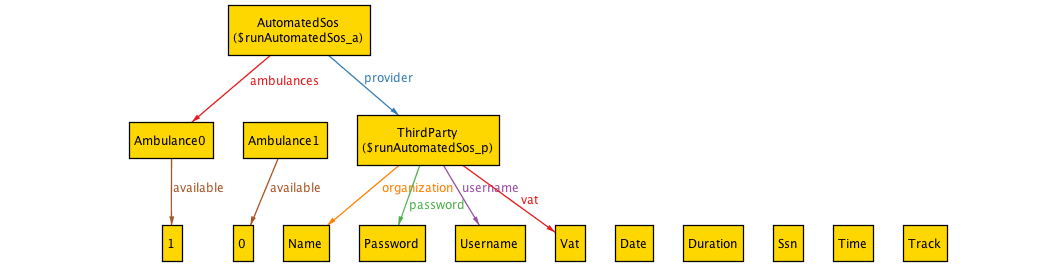 AutomatedSos
($runAutomatedSos_a)
ambulances
provider
Ambulance0
Ambulance1
ThirdParty
($runAutomatedSos_p)
available
available
organization
username
vat
password
1
0
Name
Password
Username
Vat
Date
Duration
Ssn
Time
Track